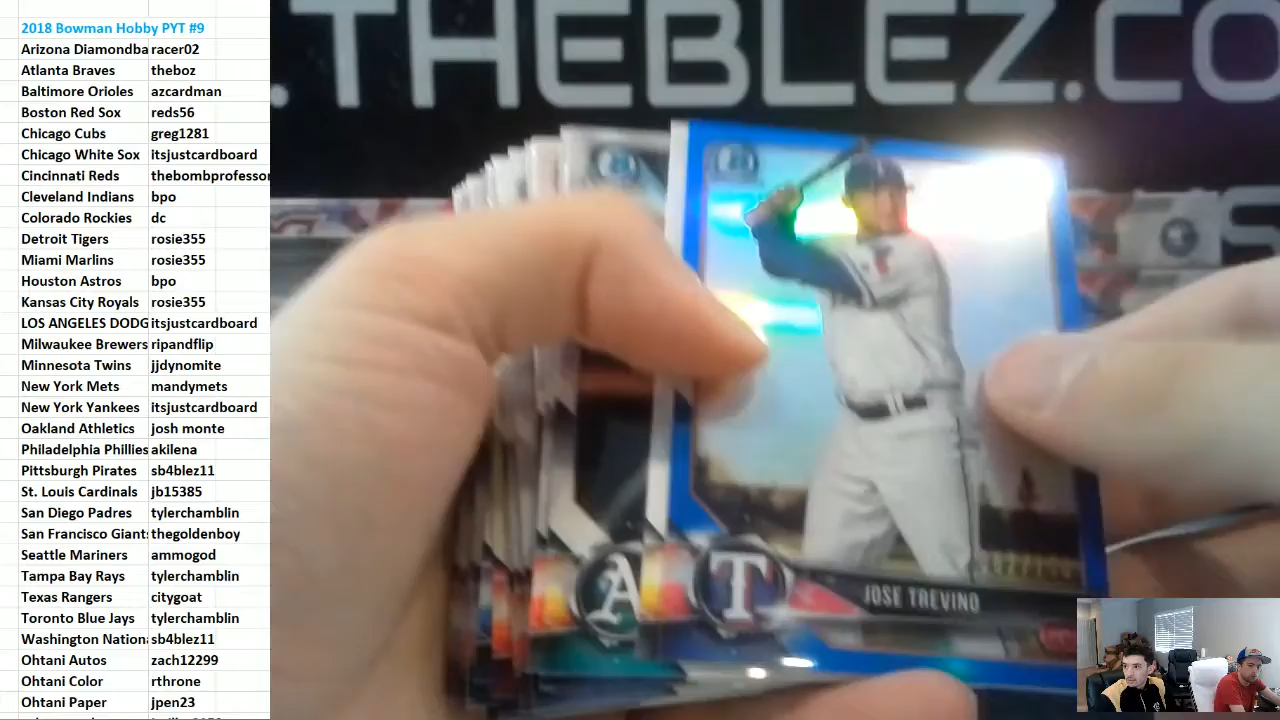 2018 Bowman Hobby PYT #9
Arizona Diamondba racer02
Atlanta Braves theboz
Baltimore Orioles azcardman
Boston Red Sox reds56
Chicago Cubs greg1281
Chicago White Sox itsjustcardboard
Cincinnati Reds thebombprofessor
Cleveland Indians bpo
Colorado Rockies dc
Detroit Tigers rosie355
Miami Marlins rosie355
Houston Astros bpo
Kansas City Royals rosie355
LOS ANGELES DODG itsjustcardboard
Milwaukee Brewers ripandflip
Minnesota Twins jjdynomite
New York Mets mandymets
New York Yankees itsjustcardboard
Oakland Athletics josh monte
Philadelphia Phillies akilena
Pittsburgh Pirates sb4blez11
St. Louis Cardinals jb15385
San Diego Padres tylerchamblin
San Francisco Giants thegoldenboy
Seattle Mariners ammogod
Tampa Bay Rays tylerchamblin
Texas Rangers citygoat
Toronto Blue Jays tylerchamblin
Washington Nation sb4blez11
Ohtani Autos zach12299
Ohtani Color rthrone
Ohtani Paper jpen23
.THEBLEZ.CO
A
T
JOSE TREVINO